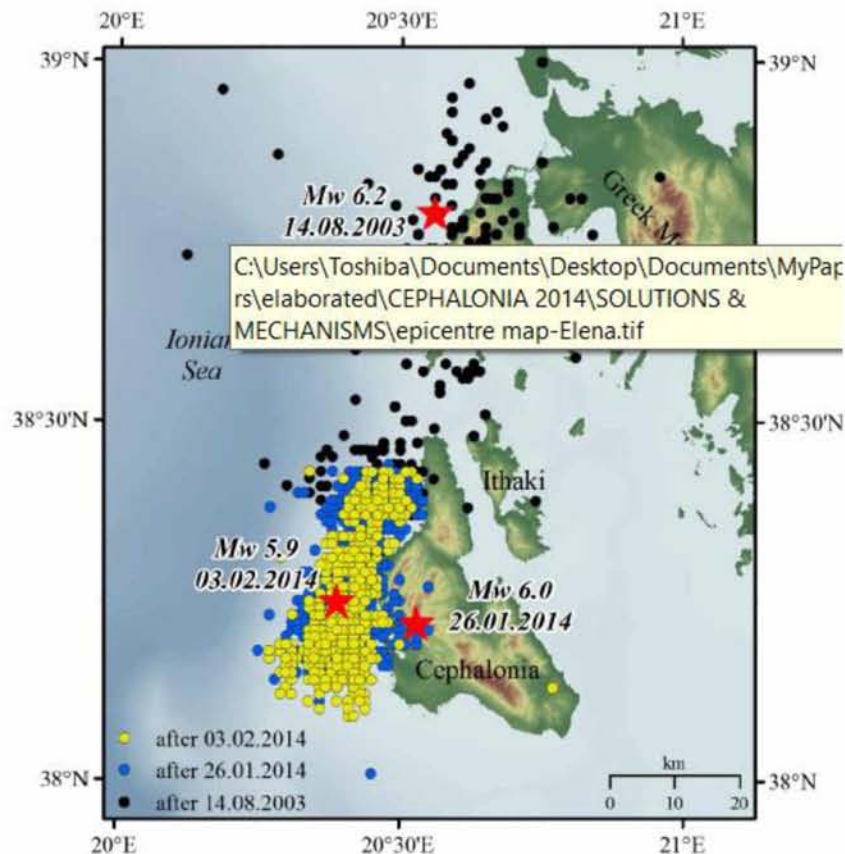 20°E 20°30'E 21°E
39°N 39°N
Mw 6.2
14.08.2003
Greek M
C:\Users\Toshiba\Documents\Desktop\Documents\MyPap
rs\elaborated\CEPHALONIA 2014\SOLUTIONS &
MECHANISMS\epicentre map-Elena.tif
Ionian
Sea
38°30'N 38°30'N
Ithaki
Mw 5.9
03.02.2014
Mw 6.0
26.01.2014
Cephalonia
after 03.02.2014
after 26.01.2014
after 14.08.2003
km
0 10 20
38°N 38°N
20°E 20°30'E 21°E